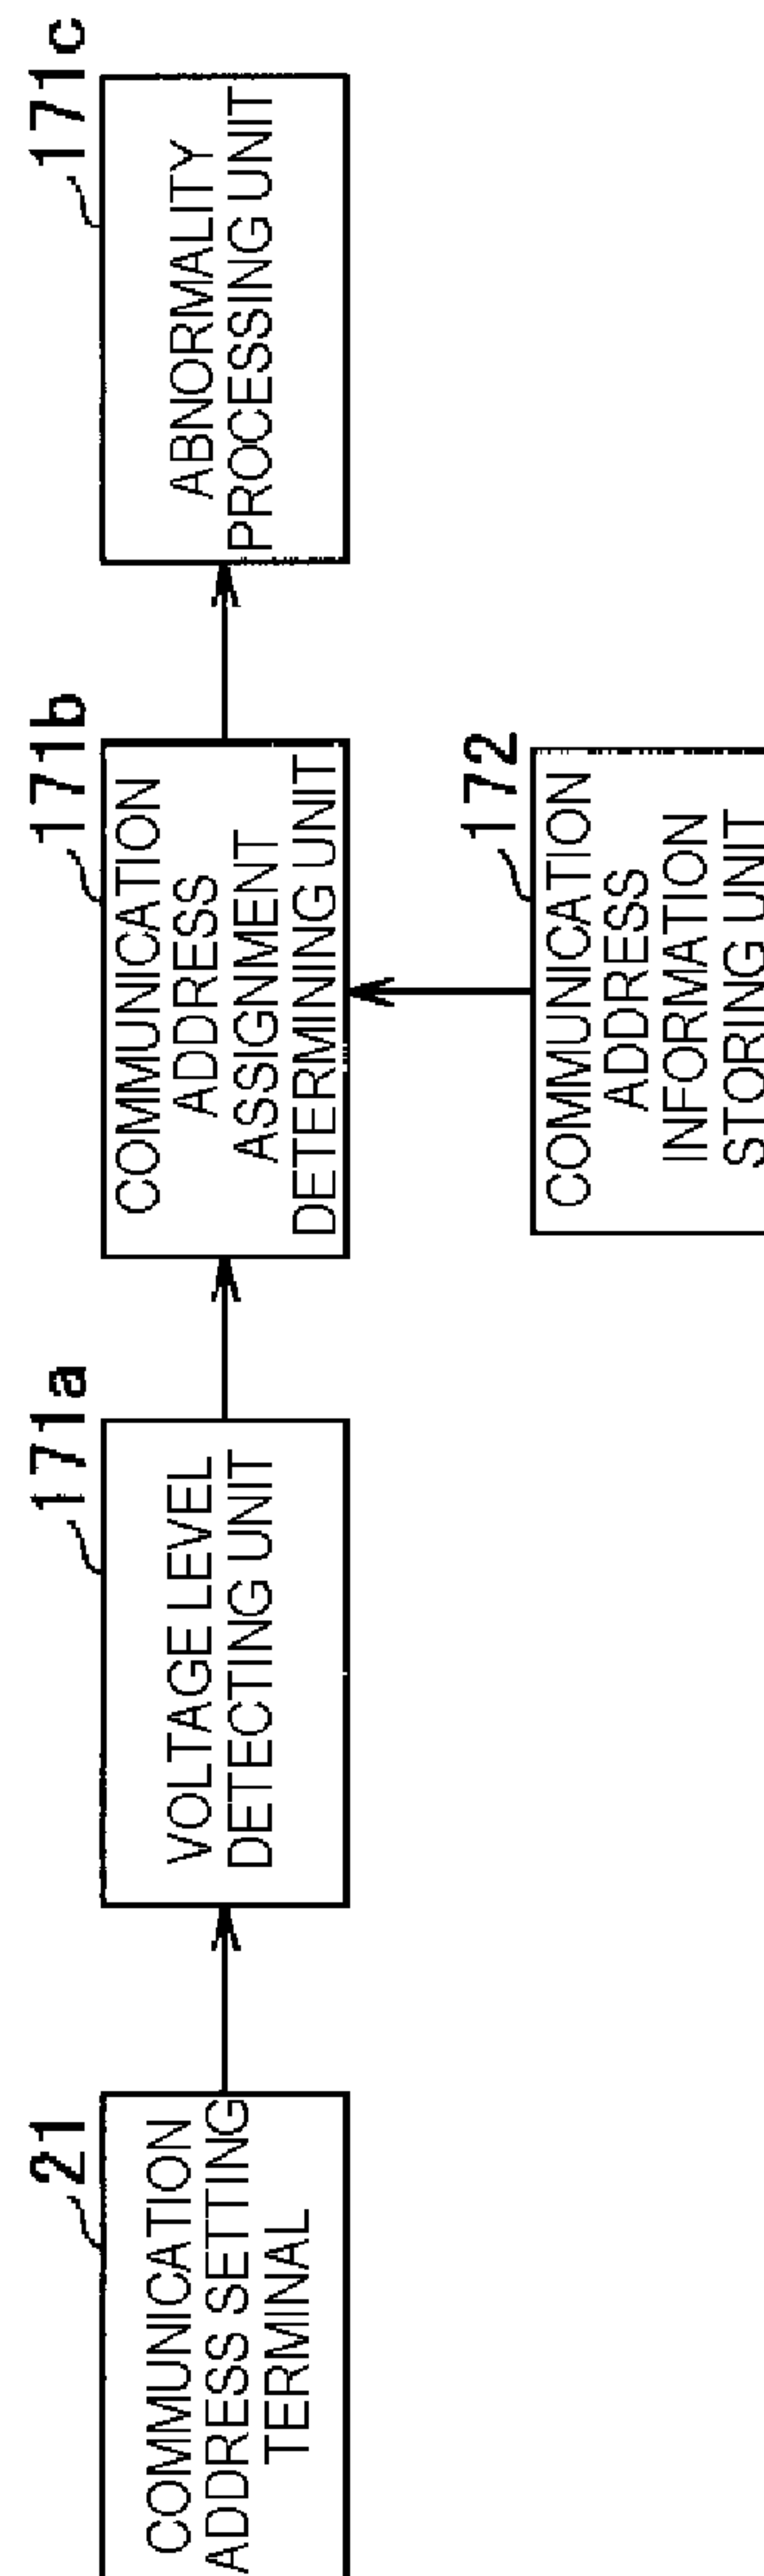 21
COMMUNICATION
ADDRESS SETTING
TERMINAL
171a
VOLTAGE LEVEL
DETECTING UNIT
171b
COMMUNICATION
ADDRESS
ASSIGNMENT
DETERMINING UNIT
171c
ABNORMALITY
PROCESSING UNIT
172
COMMUNICATION
ADDRESS
INFORMATION
STORING UNIT